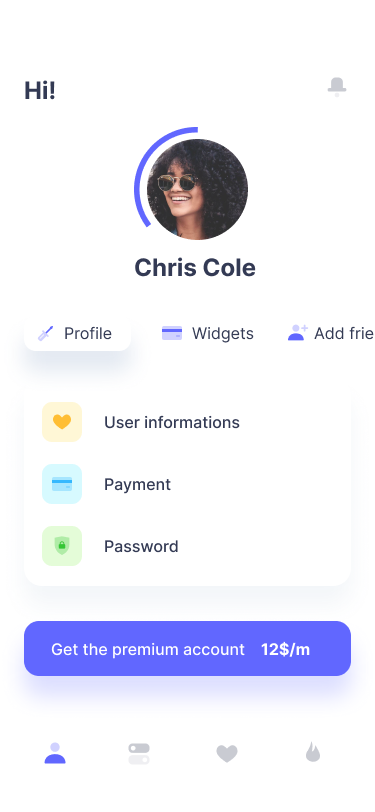 Hi!
Chris Cole
Profile Widgets Add frie
User informations
Payment
Password
Get the premium account 12$/m